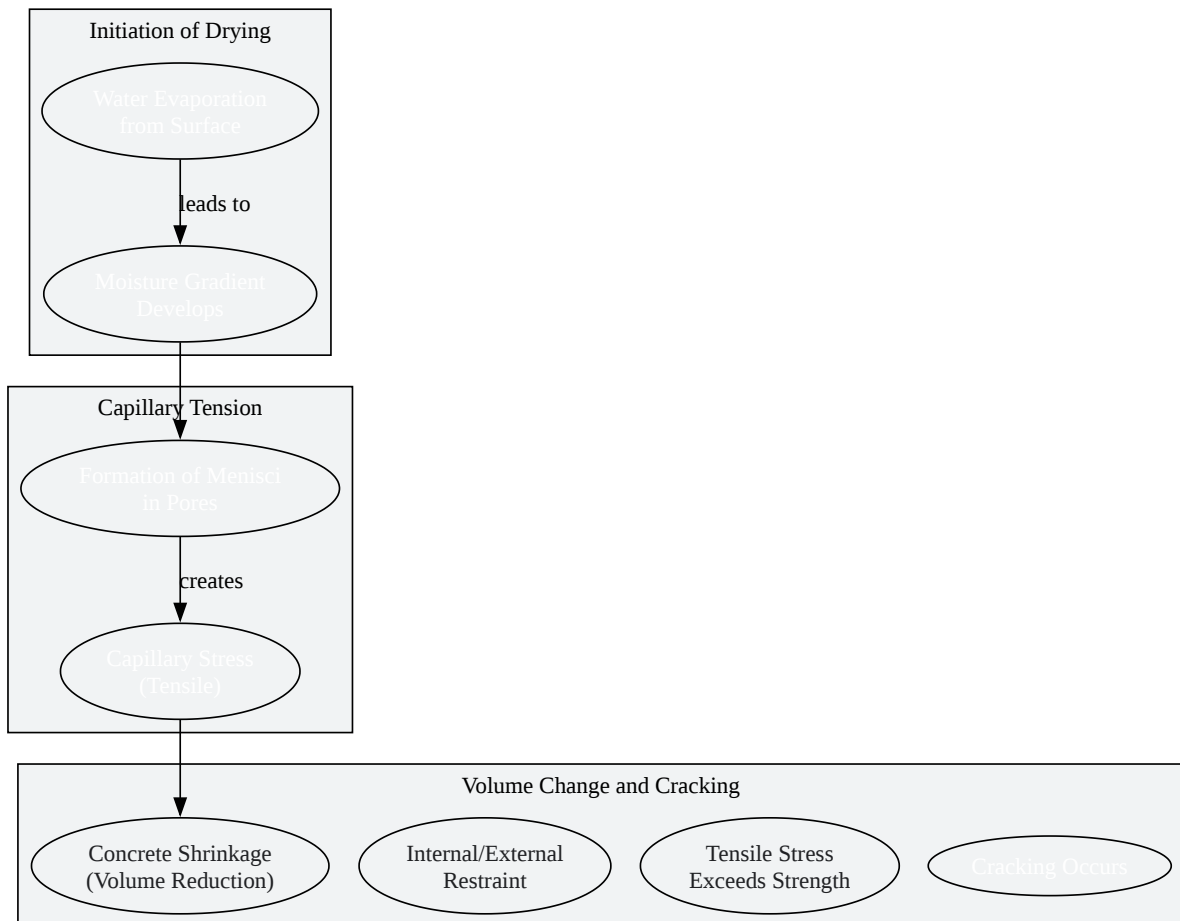 Initiation of Drying
Water Evaporation
from Surface
leads to
Moisture Gradient
Develops
Capillary Tension
Formation of Menisci
in Pores
creates
Capillary Stress
(Tensile)
Volume Change and Cracking
Concrete Shrinkage
(Volume Reduction)
Internal/External
Restraint
Tensile Stress
Exceeds Strength
Cracking Occurs